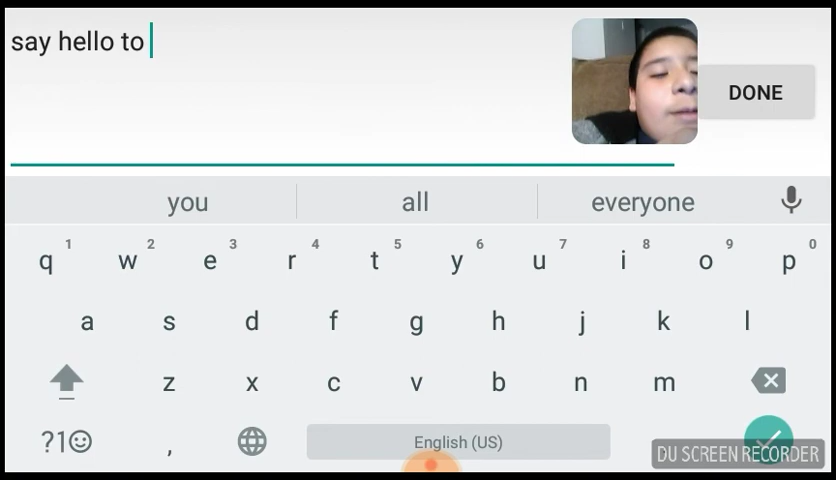 say hello to
DONE
you all everyone
q 1 w 2 e 3 r 4 t 5 y 6 u 7 i 8 o 9 p 0
a s d f g h j k l
z x c v b n m
?1☺ , English (US)
DU SCREEN RECORDER